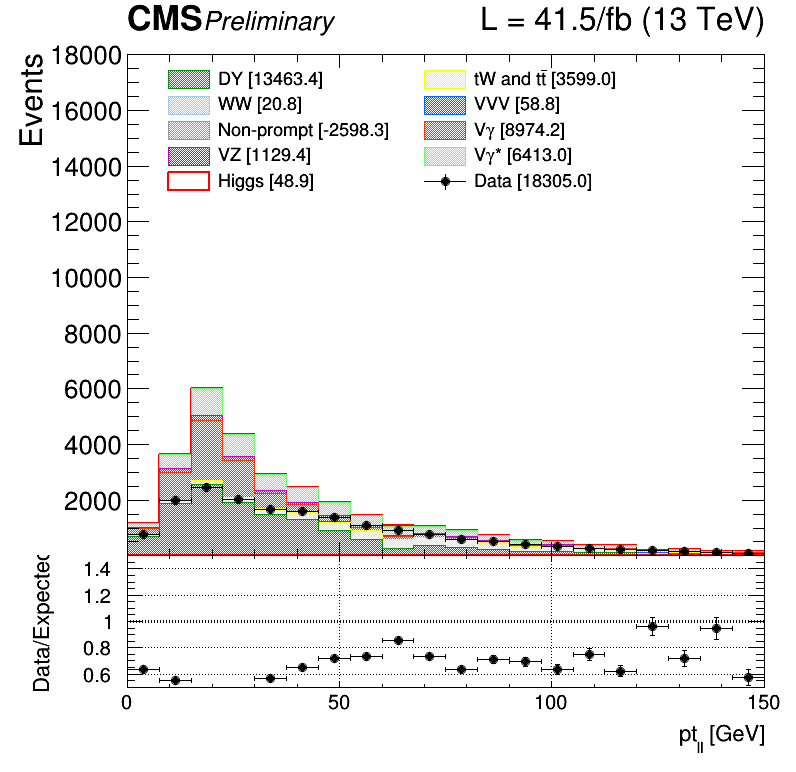 CMS Preliminary L = 41.5/fb (13 TeV)
Events
18000
16000
14000
12000
10000
8000
6000
4000
2000
DY [13463.4]
WW [20.8]
Non-prompt [-2598.3]
VZ [1129.4]
Higgs [48.9]
tW and tt̄ [3599.0]
VVV [58.8]
Vγ [8974.2]
Vγ* [6413.0]
Data [18305.0]
Data/Expected
1.4
1.2
1
0.8
0.6
0 50 100 150
pt_ll [GeV]